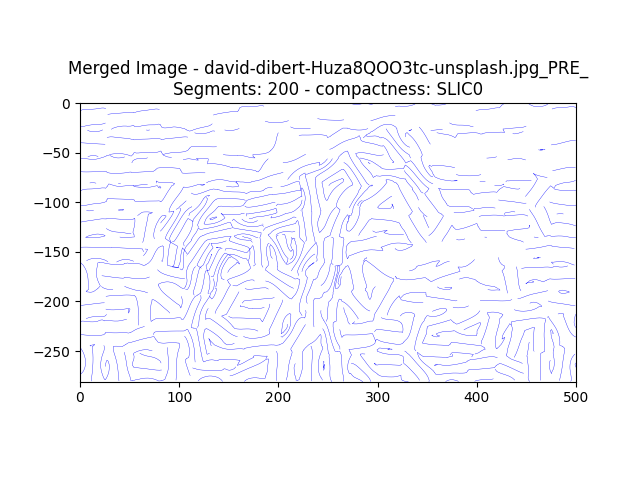 Merged Image - david-dibert-Huza8QOO3tc-unsplash.jpg_PRE_
Segments: 200 - compactness: SLIC0
0
−50
−100
−150
−200
−250
0 100 200 300 400 500